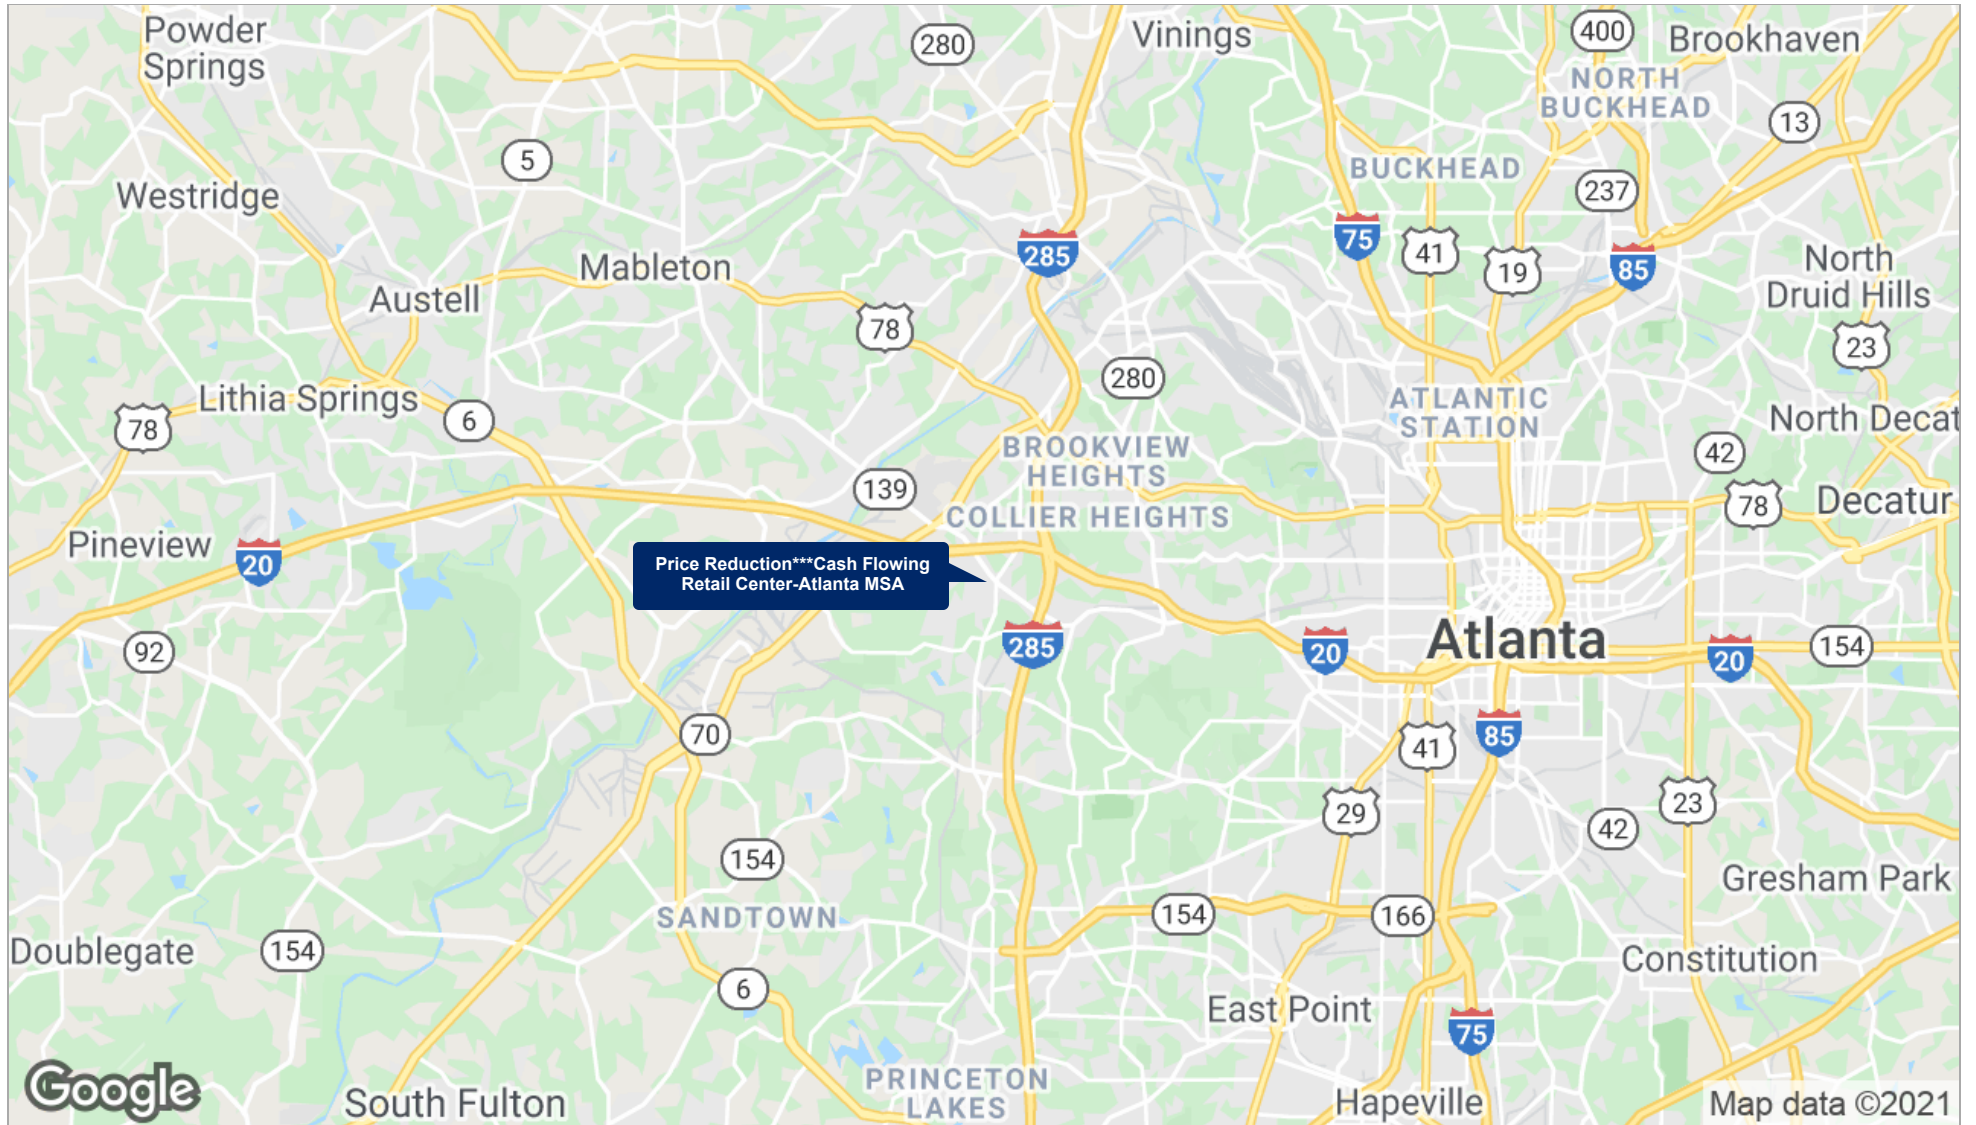 Powder
Springs
280
Vinings
400
Brookhaven
NORTH
BUCKHEAD
13
5
BUCKHEAD
237
Westridge
285
75
41
19
85
North
Druid Hills
Mableton
Austell
78
23
280
Lithia Springs
6
78
ATLANTIC
STATION
North Decat
42
BROOKVIEW
HEIGHTS
139
78
Decatur
COLLIER HEIGHTS
Pineview
20
Price Reduction***Cash Flowing
Retail Center-Atlanta MSA
92
285
20
Atlanta
20
154
70
41
85
29
23
42
154
Gresham Park
SANDTOWN
154
166
Doublegate
154
Constitution
6
East Point
75
PRINCETON
LAKES
Google
South Fulton
Hapeville
Map data ©2021